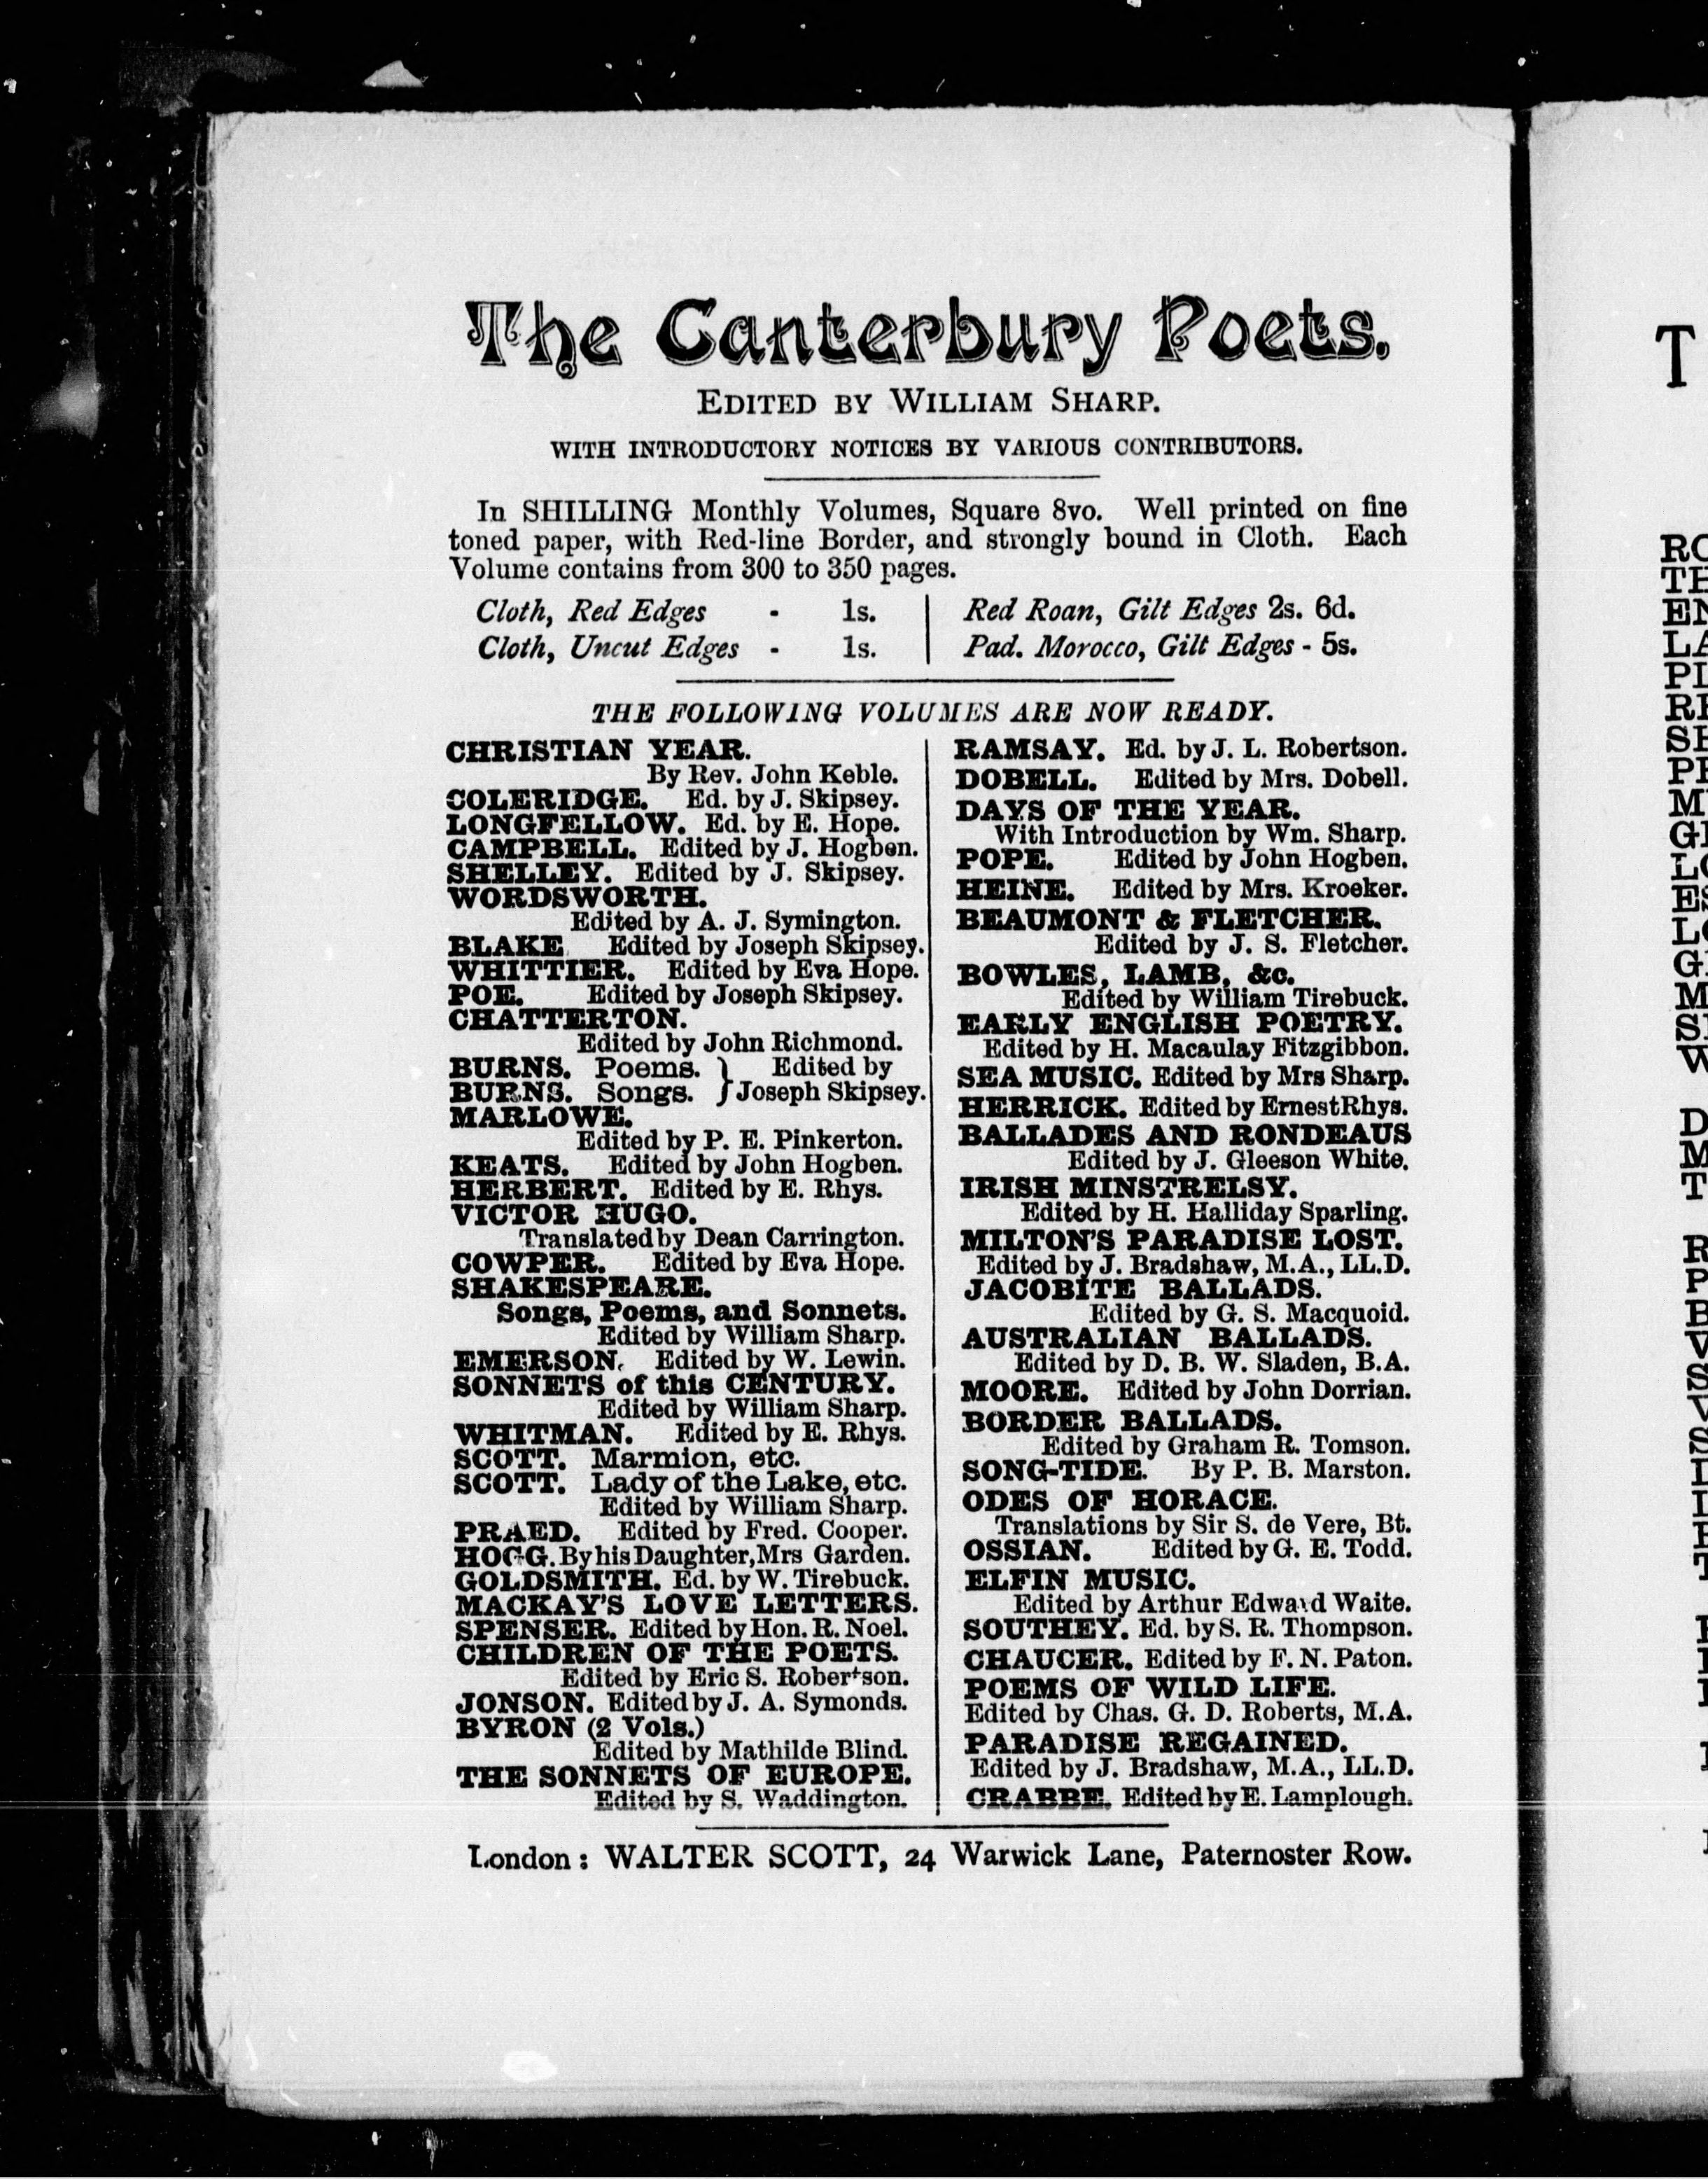 The Canterbury Poets.
EDITED BY WILLIAM SHARP.
WITH INTRODUCTORY NOTICES BY VARIOUS CONTRIBUTORS.
In SHILLING Monthly Volumes, Square 8vo. Well printed on fine
toned paper, with Red-line Border, and strongly bound in Cloth. Each
Volume contains from 300 to 350 pages.
Cloth, Red Edges - 1s.
Cloth, Uncut Edges - 1s.
Red Roan, Gilt Edges 2s. 6d.
Pad. Morocco, Gilt Edges - 5s.
THE FOLLOWING VOLUMES ARE NOW READY.
CHRISTIAN YEAR.
By Rev. John Keble.
COLERIDGE. Ed. by J. Skipsey.
LONGFELLOW. Ed. by E. Hope.
CAMPBELL. Edited by J. Hogben.
SHELLEY. Edited by J. Skipsey.
WORDSWORTH.
Edited by A. J. Symington.
BLAKE Edited by Joseph Skipsey.
WHITTIER. Edited by Eva Hope.
POE. Edited by Joseph Skipsey.
CHATTERTON.
Edited by John Richmond.
BURNS. Poems. } Edited by
BURNS. Songs. } Joseph Skipsey.
MARLOWE.
Edited by P. E. Pinkerton.
KEATS. Edited by John Hogben.
HERBERT. Edited by E. Rhys.
VICTOR HUGO.
Translated by Dean Carrington.
COWPER. Edited by Eva Hope.
SHAKESPEARE.
Songs, Poems, and Sonnets.
Edited by William Sharp.
EMERSON. Edited by W. Lewin.
SONNETS of this CENTURY.
Edited by William Sharp.
WHITMAN. Edited by E. Rhys.
SCOTT. Marmion, etc.
SCOTT. Lady of the Lake, etc.
Edited by William Sharp.
PRAED. Edited by Fred. Cooper.
HOGG. By his Daughter, Mrs Garden.
GOLDSMITH. Ed. by W. Tirebuck.
MACKAY'S LOVE LETTERS.
SPENSER. Edited by Hon. R. Noel.
CHILDREN OF THE POETS.
Edited by Eric S. Robertson.
JONSON. Edited by J. A. Symonds.
BYRON (2 Vols.)
Edited by Mathilde Blind.
THE SONNETS OF EUROPE.
Edited by S. Waddington.
RAMSAY. Ed. by J. L. Robertson.
DOBELL. Edited by Mrs. Dobell.
DAYS OF THE YEAR.
With Introduction by Wm. Sharp.
POPE. Edited by John Hogben.
HEINE. Edited by Mrs. Kroeker.
BEAUMONT & FLETCHER.
Edited by J. S. Fletcher.
BOWLES, LAMB, &c.
Edited by William Tirebuck.
EARLY ENGLISH POETRY.
Edited by H. Macaulay Fitzgibbon.
SEA MUSIC. Edited by Mrs Sharp.
HERRICK. Edited by Ernest Rhys.
BALLADES AND RONDEAUS
Edited by J. Gleeson White.
IRISH MINSTRELSY.
Edited by H. Halliday Sparling.
MILTON'S PARADISE LOST.
Edited by J. Bradshaw, M.A., LL.D.
JACOBITE BALLADS.
Edited by G. S. Macquoid.
AUSTRALIAN BALLADS.
Edited by D. B. W. Sladen, B.A.
MOORE. Edited by John Dorrian.
BORDER BALLADS.
Edited by Graham R. Tomson.
SONG-TIDE. By P. B. Marston.
ODES OF HORACE.
Translations by Sir S. de Vere, Bt.
OSSIAN. Edited by G. E. Todd.
ELFIN MUSIC.
Edited by Arthur Edward Waite.
SOUTHEY. Ed. by S. R. Thompson.
CHAUCER. Edited by F. N. Paton.
POEMS OF WILD LIFE.
Edited by Chas. G. D. Roberts, M.A.
PARADISE REGAINED.
Edited by J. Bradshaw, M.A., LL.D.
CRABBE. Edited by E. Lamplough.
London: WALTER SCOTT, 24 Warwick Lane, Paternoster Row.